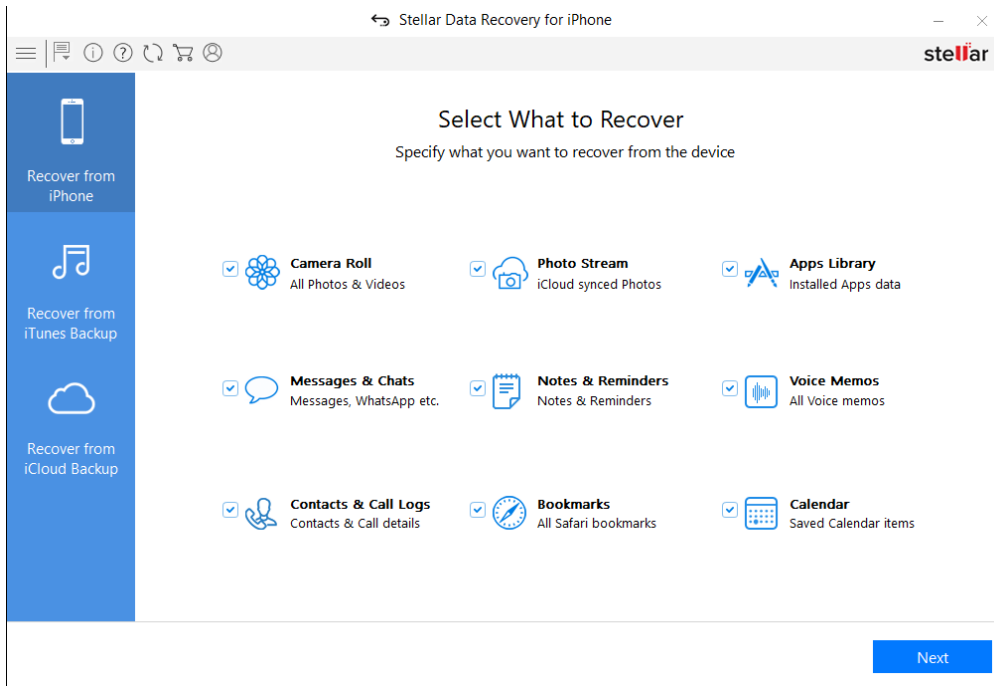 Stellar Data Recovery for iPhone
stellar
Recover from
iPhone
Recover from
iTunes Backup
Recover from
iCloud Backup
Select What to Recover
Specify what you want to recover from the device
Camera Roll
All Photos & Videos
Photo Stream
iCloud synced Photos
Apps Library
Installed Apps data
Messages & Chats
Messages, WhatsApp etc.
Notes & Reminders
Notes & Reminders
Voice Memos
All Voice memos
Contacts & Call Logs
Contacts & Call details
Bookmarks
All Safari bookmarks
Calendar
Saved Calendar items
Next